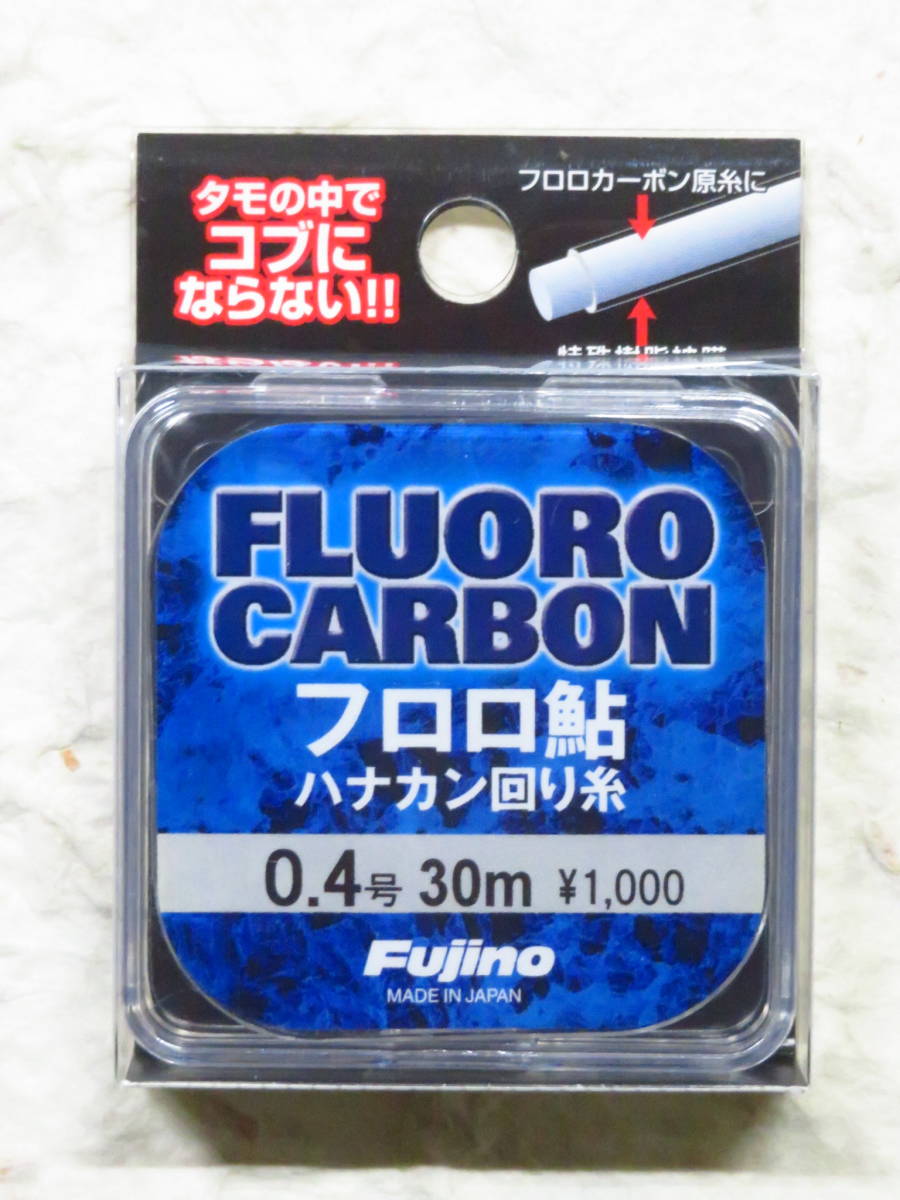 タモの中で
コブに
ならない!!
フロロカーボン原糸に
FLUORO
CARBON
フロロ鮎
ハナカン回り糸
0.4号 30m ¥1,000
Fujino
MADE IN JAPAN